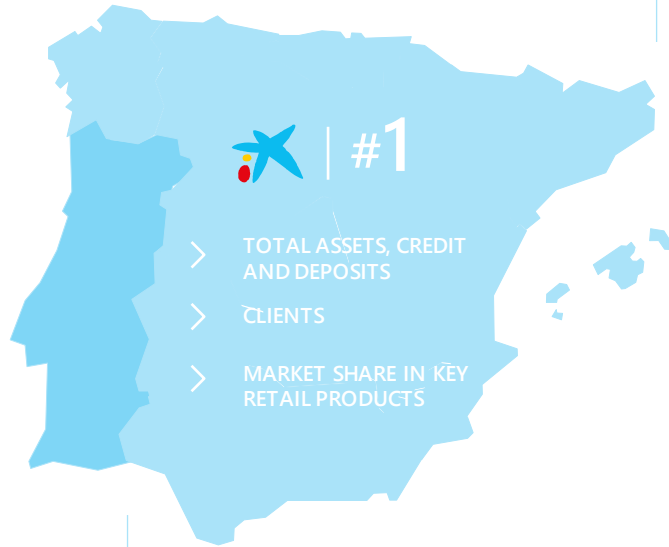 #1
TOTAL ASSETS, CREDIT
AND DEPOSITS
CLIENTS
MARKET SHARE IN KEY
RETAIL PRODUCTS